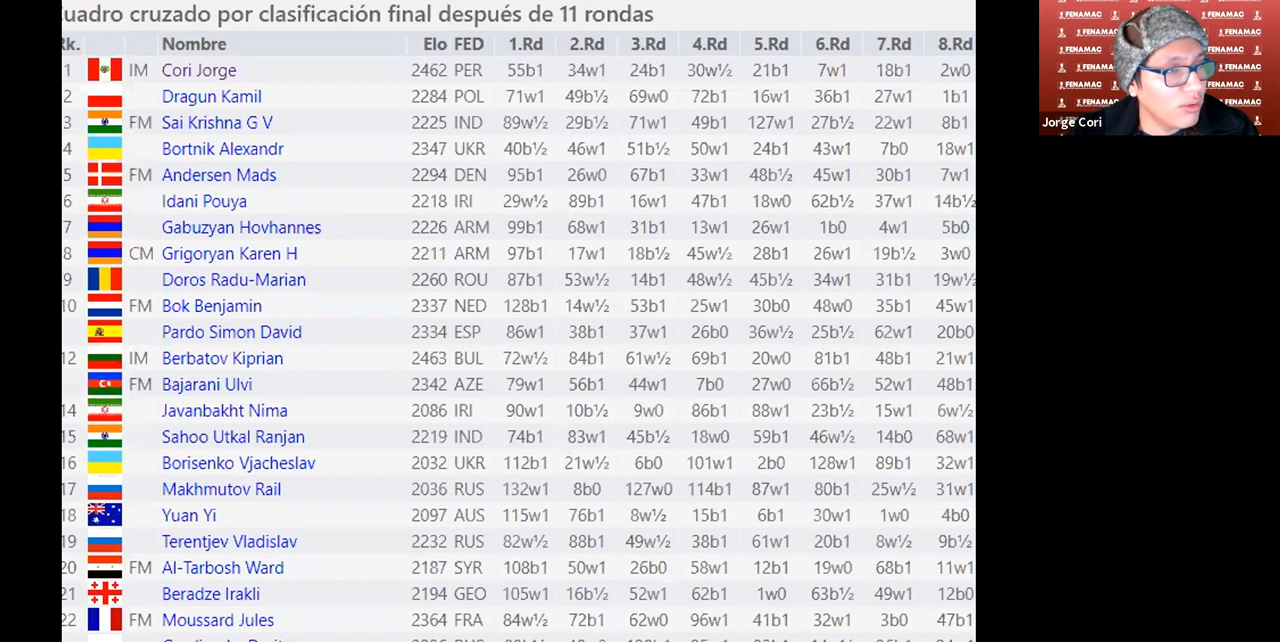 uadro cruzado por clasificación final después de 11 rondas
Rk. Nombre Elo FED 1.Rd 2.Rd 3.Rd 4.Rd 5.Rd 6.Rd 7.Rd 8.Rd
1 IM Cori Jorge 2462 PER 55b1 34w1 24b1 30w½ 21b1 7w1 18b1 2w0
2 Dragun Kamil 2284 POL 71w1 49b½ 69w0 72b1 16w1 36b1 27w1 1b1
3 FM Sai Krishna G V 2225 IND 89w½ 29b½ 71w1 49b1 127w1 27b½ 22w1 8b1
4 Bortnik Alexandr 2347 UKR 40b½ 46w1 51b½ 50w1 24b1 43w1 7b0 18w1
5 FM Andersen Mads 2294 DEN 95b1 26w0 67b1 33w1 48b½ 45w1 30b1 7w1
6 Idani Pouya 2218 IRI 29w½ 89b1 16w1 47b1 18w0 62b½ 37w1 14b½
7 Gabuzyan Hovhannes 2226 ARM 99b1 68w1 31b1 13w1 26w1 1b0 4w1 5b0
8 CM Grigoryan Karen H 2211 ARM 97b1 17w1 18b½ 45w½ 28b1 26w1 19b½ 3w0
9 Doros Radu-Marian 2260 ROU 87b1 53w½ 14b1 48w½ 45b½ 34w1 31b1 19w½
10 FM Bok Benjamin 2337 NED 128b1 14w½ 53b1 25w1 30b0 48w0 35b1 45w1
Pardo Simon David 2334 ESP 86w1 38b1 37w1 26b0 36w½ 25b½ 62w1 20b0
12 IM Berbatov Kiprian 2463 BUL 72w½ 84b1 61w½ 69b1 20w0 81b1 48b1 21w1
FM Bajarani Ulvi 2342 AZE 79w1 56b1 44w1 7b0 27w0 66b½ 52w1 48b1
14 Javanbakht Nima 2086 IRI 90w1 10b½ 9w0 86b1 88w1 23b½ 15w1 6w½
15 Sahoo Utkal Ranjan 2219 IND 74b1 83w1 45b½ 18w0 59b1 46w½ 14b0 68w1
16 Borisenko Vjacheslav 2032 UKR 112b1 21w½ 6b0 101w1 2b0 128w1 89b1 32w1
17 Makhmutov Rail 2036 RUS 132w1 8b0 127w0 114b1 87w1 80b1 25w½ 31w1
18 Yuan Yi 2097 AUS 115w1 76b1 8w½ 15b1 6b1 30w1 1w0 4b0
19 Terentjev Vladislav 2232 RUS 82w½ 88b1 49w½ 38b1 61w1 20b1 8w½ 9b½
20 FM Al-Tarbosh Ward 2187 SYR 108b1 50w1 26b0 58w1 12b1 19w0 68b1 11w1
21 Beradze Irakli 2194 GEO 105w1 16b½ 52w1 62b1 1w0 63b½ 49w1 12b0
22 FM Moussard Jules 2364 FRA 84w½ 72b1 62w0 96w1 41b1 32w1 3b0 47b1
FENAMAC FENAMAC FENAMAC
Jorge Cori